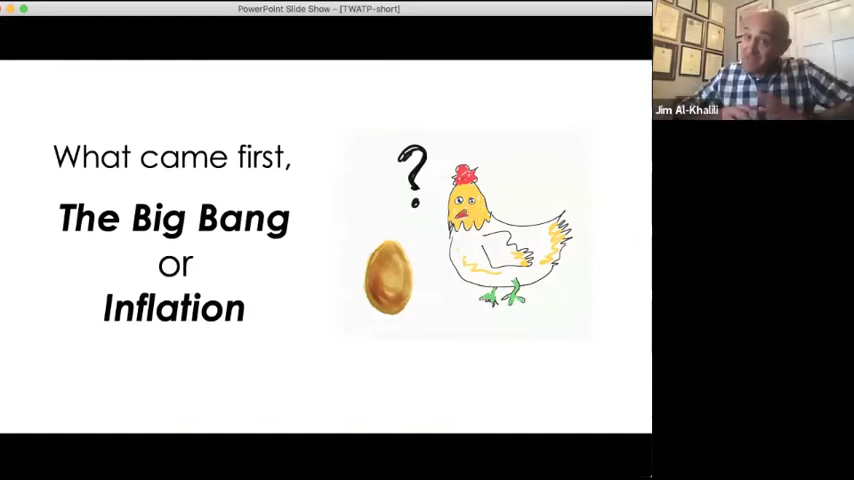 PowerPoint Slide Show – [TWATP-short]
What came first,
The Big Bang
or
Inflation
?
Jim Al-Khalili